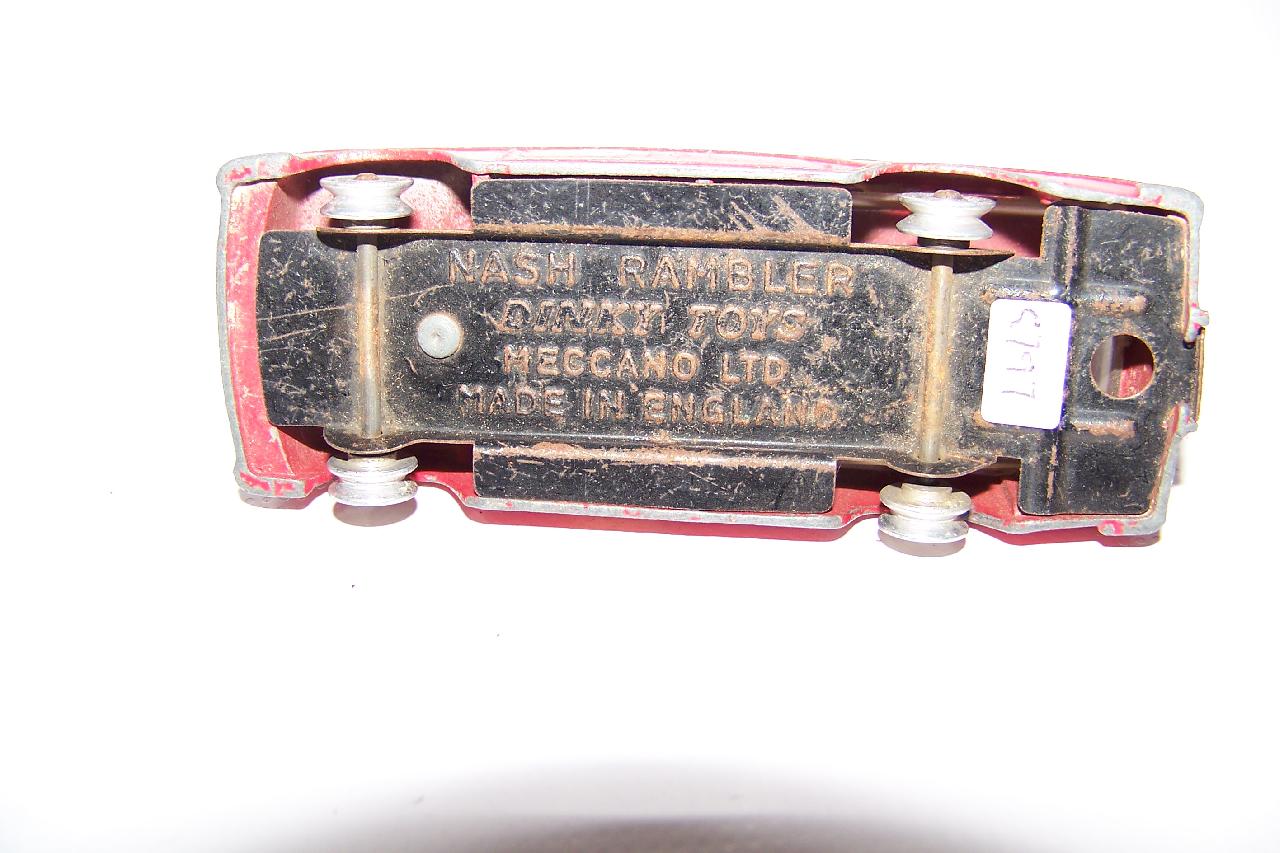 NASH RAMBLER
DINKY TOYS
MECCANO LTD
MADE IN ENGLAND